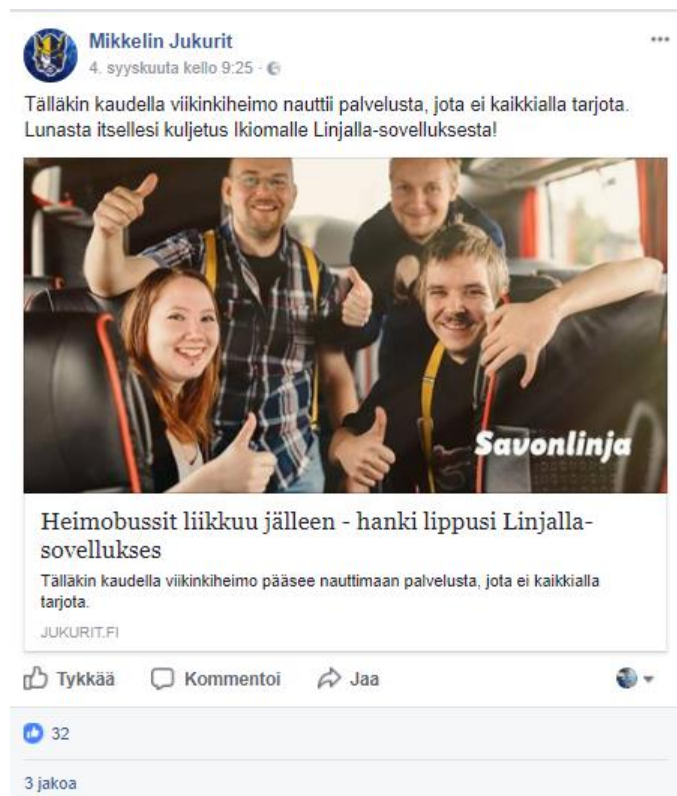 Mikkelin Jukurit
4. syyskuuta kello 9:25 ·
Tälläkin kaudella viikinkiheimo nauttii palvelusta, jota ei kaikkialla tarjota.
Lunasta itsellesi kuljetus Ikiomalle Linjalla-sovelluksesta!
Savonlinja
Heimobussit liikkuu jälleen - hanki lippusi Linjalla-
sovellukses
Tälläkin kaudella viikinkiheimo pääsee nauttimaan palvelusta, jota ei kaikkialla
tarjota.
JUKURIT.FI
Tykkää Kommentoi Jaa
32
3 jakoa